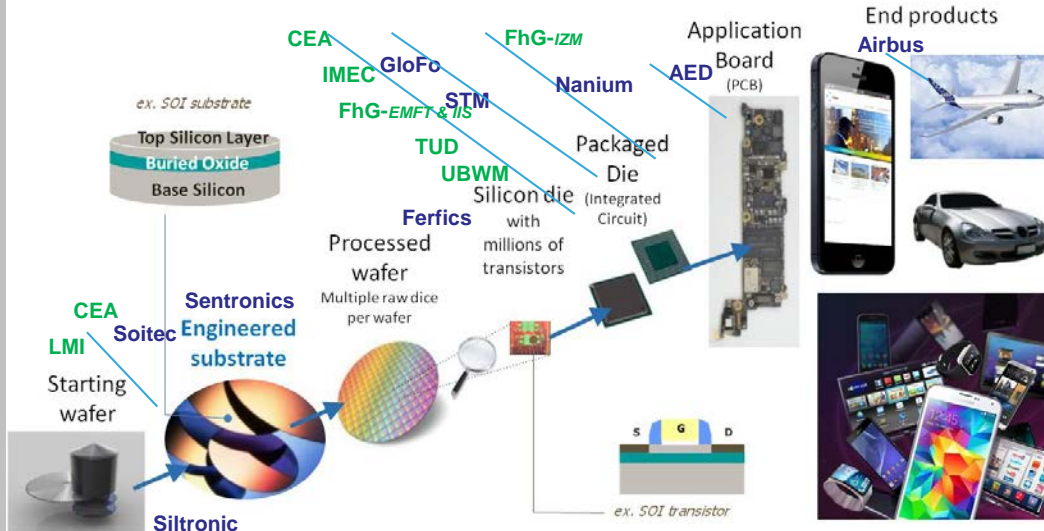 End products
CEA
FhG-IZM
Application
Board
(PCB)
Airbus
IMEC
GloFo
AED
Nanium
ex. SOI substrate
FhG-EMFT & IIS
STM
Top Silicon Layer
Buried Oxide
Base Silicon
TUD
UBWM
Packaged
Die
(Integrated
Circuit)
Silicon die
with
millions of
transistors
Ferfics
Processed
wafer
Multiple raw dice
per wafer
CEA
Soitec
LMI
Sentronics
Engineered
substrate
Starting
wafer
S
G
D
ex. SOI transistor
Siltronic